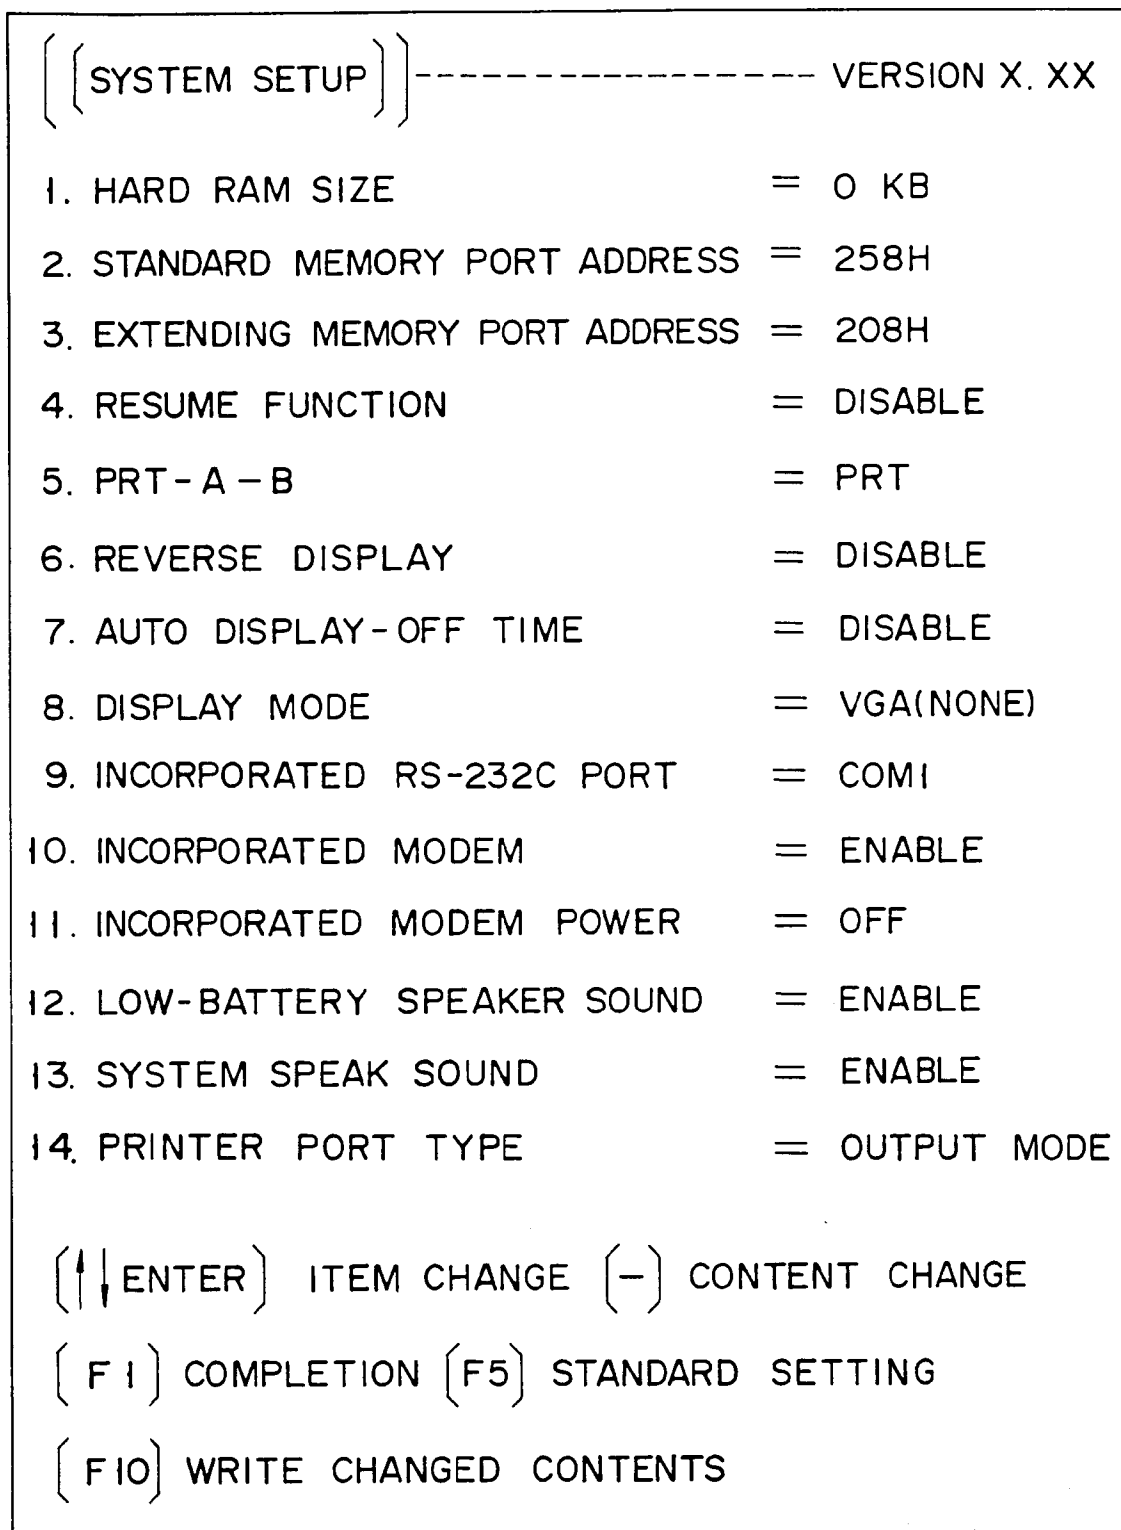 ((SYSTEM SETUP))----------------- VERSION X.XX
1. HARD RAM SIZE = 0 KB
2. STANDARD MEMORY PORT ADDRESS = 258H
3. EXTENDING MEMORY PORT ADDRESS = 208H
4. RESUME FUNCTION = DISABLE
5. PRT-A-B = PRT
6. REVERSE DISPLAY = DISABLE
7. AUTO DISPLAY-OFF TIME = DISABLE
8. DISPLAY MODE = VGA(NONE)
9. INCORPORATED RS-232C PORT = COM1
10. INCORPORATED MODEM = ENABLE
11. INCORPORATED MODEM POWER = OFF
12. LOW-BATTERY SPEAKER SOUND = ENABLE
13. SYSTEM SPEAK SOUND = ENABLE
14. PRINTER PORT TYPE = OUTPUT MODE
(↑↓ENTER) ITEM CHANGE (-) CONTENT CHANGE
(F1) COMPLETION (F5) STANDARD SETTING
(F10) WRITE CHANGED CONTENTS